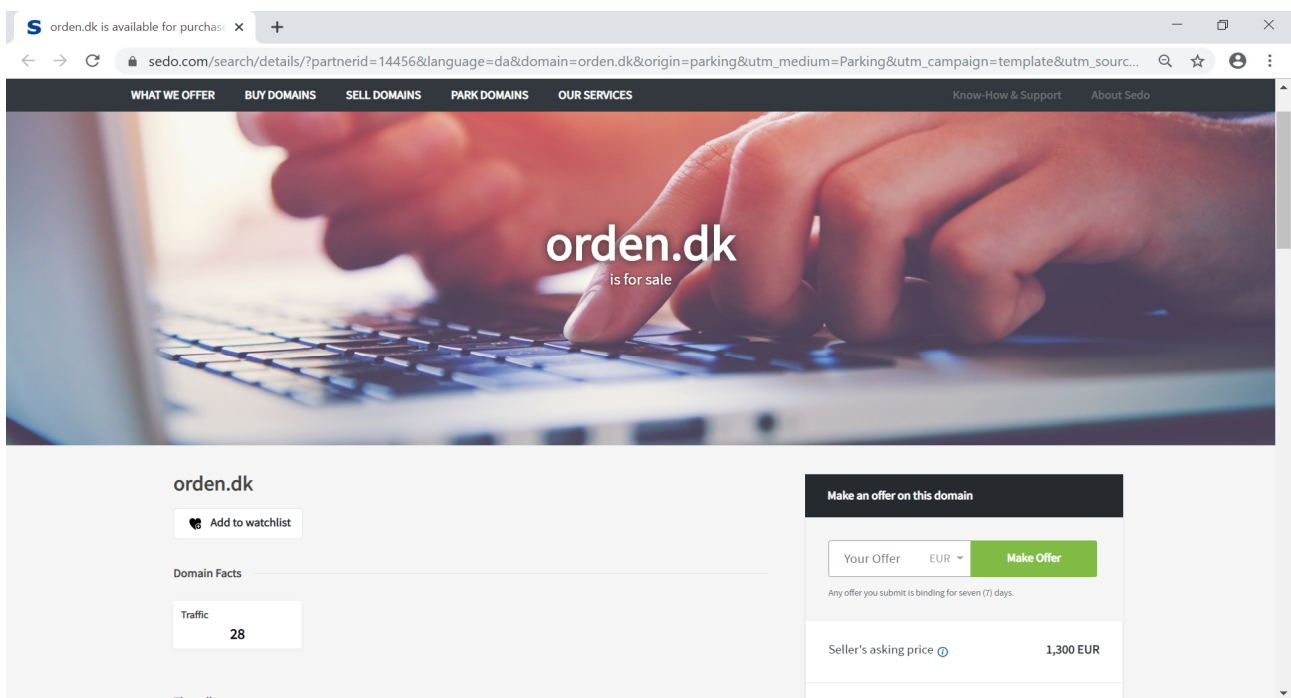 orden.dk is available for purchas
sedo.com/search/details/?partnerid=14456&language=da&domain=orden.dk&origin=parking&utm_medium=Parking&utm_campaign=template&utm_sourc...
WHAT WE OFFER BUY DOMAINS SELL DOMAINS PARK DOMAINS OUR SERVICES Know-How & Support About Sedo
orden.dk
is for sale
orden.dk
Add to watchlist
Domain Facts
Traffic
28
Make an offer on this domain
Your Offer EUR Make Offer
Any offer you submit is binding for seven (7) days.
Seller's asking price 1,300 EUR